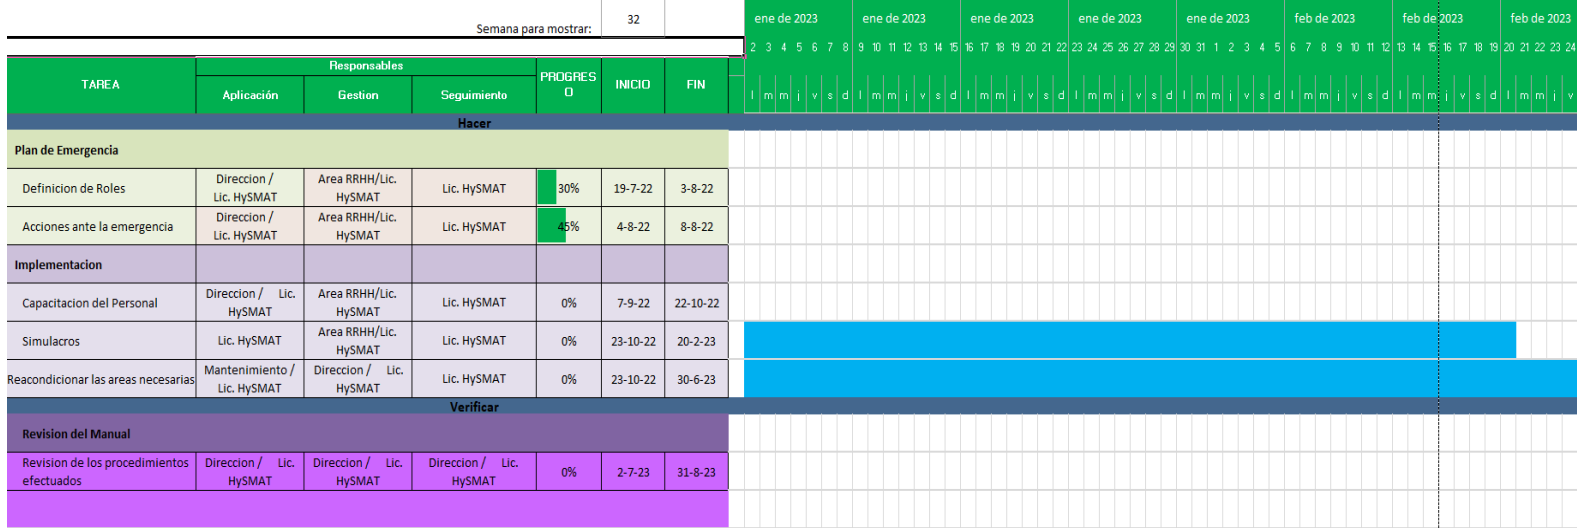 Semana para mostrar: 32
ene de 2023 ene de 2023 ene de 2023 ene de 2023 ene de 2023 feb de 2023 feb de 2023 feb de 2023
2 3 4 5 6 7 8 9 10 11 12 13 14 15 16 17 18 19 20 21 22 23 24 25 26 27 28 29 30 31 1 2 3 4 5 6 7 8 9 10 11 12 13 14 15 16 17 18 19 20 21 22 23 24
TAREA Responsables PROGRES
O INICIO FIN
Aplicación Gestion Seguimiento
l m m j v s d l m m j v s d l m m j v s d l m m j v s d l m m j v s d l m m j v s d l m m j v s d l m m j v
Hacer
Plan de Emergencia
Definicion de Roles
Direccion /
Lic. HySMAT
Area RRHH/Lic.
HySMAT
Lic. HySMAT
30%
19-7-22
3-8-22
Acciones ante la emergencia
Direccion /
Lic. HySMAT
Area RRHH/Lic.
HySMAT
Lic. HySMAT
45%
4-8-22
8-8-22
Implementacion
Capacitacion del Personal
Direccion / Lic.
HySMAT
Area RRHH/Lic.
HySMAT
Lic. HySMAT
0%
7-9-22
22-10-22
Simulacros
Lic. HySMAT
Area RRHH/Lic.
HySMAT
Lic. HySMAT
0%
23-10-22
20-2-23
Reacondicionar las areas necesarias
Mantenimiento /
Lic. HySMAT
Direccion / Lic.
HySMAT
Lic. HySMAT
0%
23-10-22
30-6-23
Verificar
Revision del Manual
Revision de los procedimientos
efectuados
Direccion / Lic.
HySMAT
Direccion / Lic.
HySMAT
Direccion / Lic.
HySMAT
0%
2-7-23
31-8-23